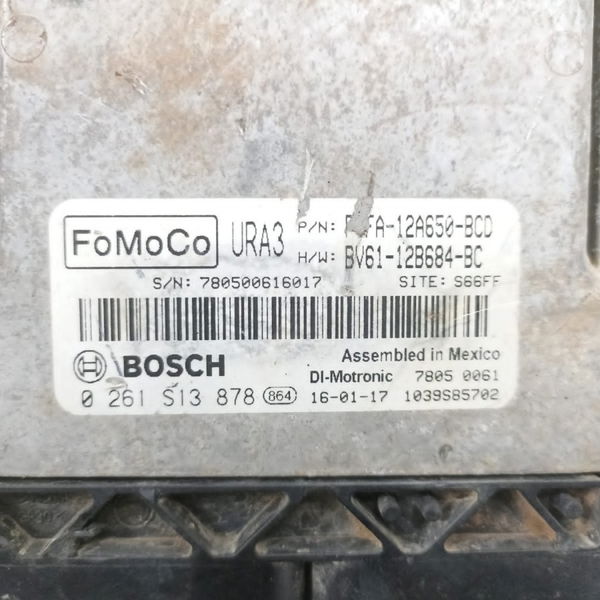 FoMoCo URA3 P/N: FA-12A650-BCD
H/W: BV61-12B684-BC
S/N: 780500616017 SITE: S66FF
BOSCH Assembled in Mexico
DI-Motronic 7805 0061
0 261 S13 878 864 16-01-17 1039S85702